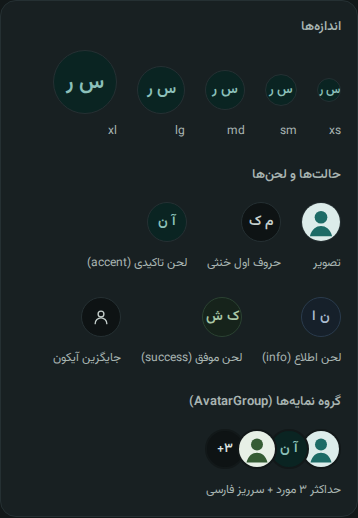 اندازه‌ها
س ر س ر س ر س ر س ر
xs sm md lg xl
حالت‌ها و لحن‌ها
م ک آ ن
تصویر حروف اول خنثی لحن تاکیدی (accent)
ن ا ک ش
لحن اطلاع (info) لحن موفق (success) جایگزین آیکون
گروه نمایه‌ها (AvatarGroup)
آ ن +۳
حداکثر ۳ مورد + سرریز فارسی